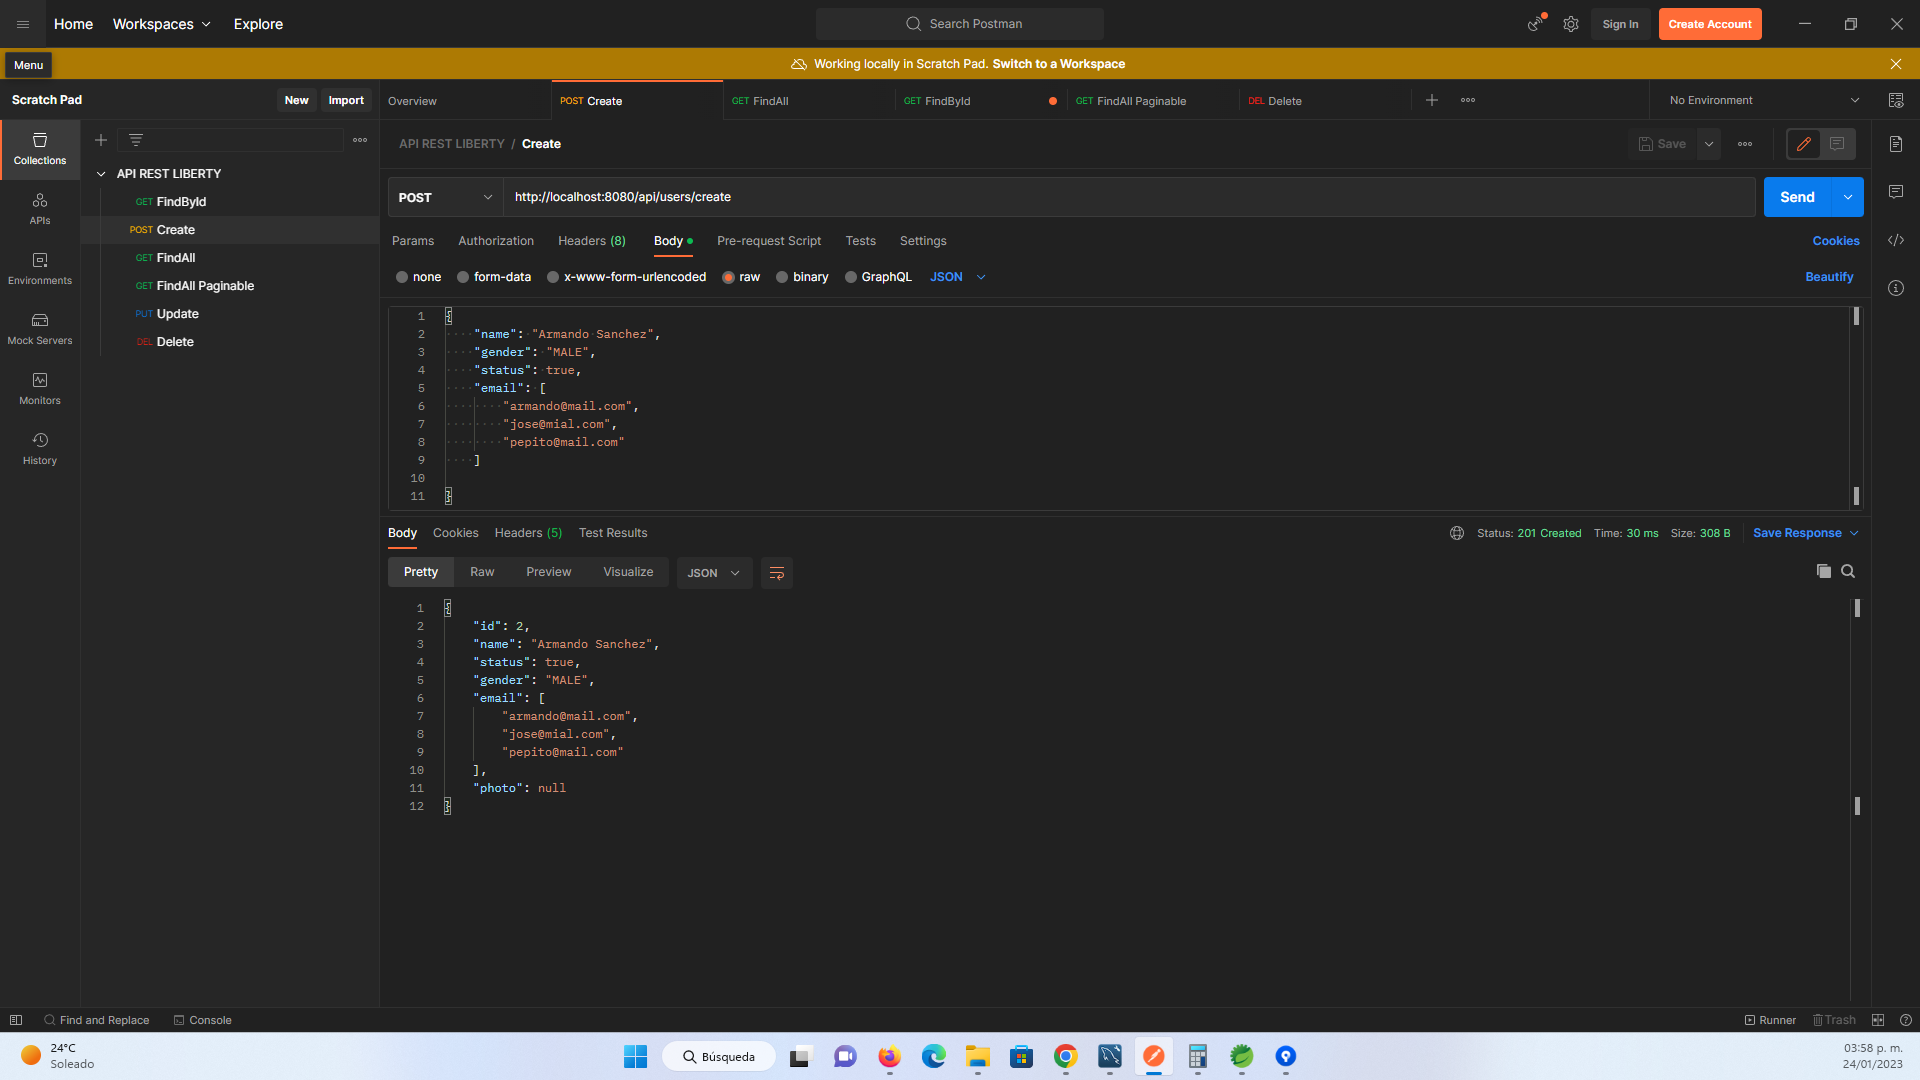 Home Workspaces Explore Search Postman Sign In Create Account
Menu
Working locally in Scratch Pad. Switch to a Workspace
Scratch Pad New Import Overview POST Create GET FindAll GET FindById GET FindAll Paginable DEL Delete No Environment
Collections
APIs
Environments
Mock Servers
Monitors
History
API REST LIBERTY
GET FindById
POST Create
GET FindAll
GET FindAll Paginable
PUT Update
DEL Delete
API REST LIBERTY / Create Save
POST http://localhost:8080/api/users/create Send
Params Authorization Headers (8) Body Pre-request Script Tests Settings Cookies
none form-data x-www-form-urlencoded raw binary GraphQL JSON Beautify
1 {
2 "name": "Armando Sanchez",
3 "gender": "MALE",
4 "status": true,
5 "email": [
6 "armando@mail.com",
7 "jose@mial.com",
8 "pepito@mail.com"
9 ]
10
11 }
Body Cookies Headers (5) Test Results Status: 201 Created Time: 30 ms Size: 308 B Save Response
Pretty Raw Preview Visualize JSON
1 {
2 "id": 2,
3 "name": "Armando Sanchez",
4 "status": true,
5 "gender": "MALE",
6 "email": [
7 "armando@mail.com",
8 "jose@mial.com",
9 "pepito@mail.com"
10 ],
11 "photo": null
12 }
Find and Replace Console Runner Trash
24°C
Soleado
Búsqueda
03:58 p. m.
24/01/2023